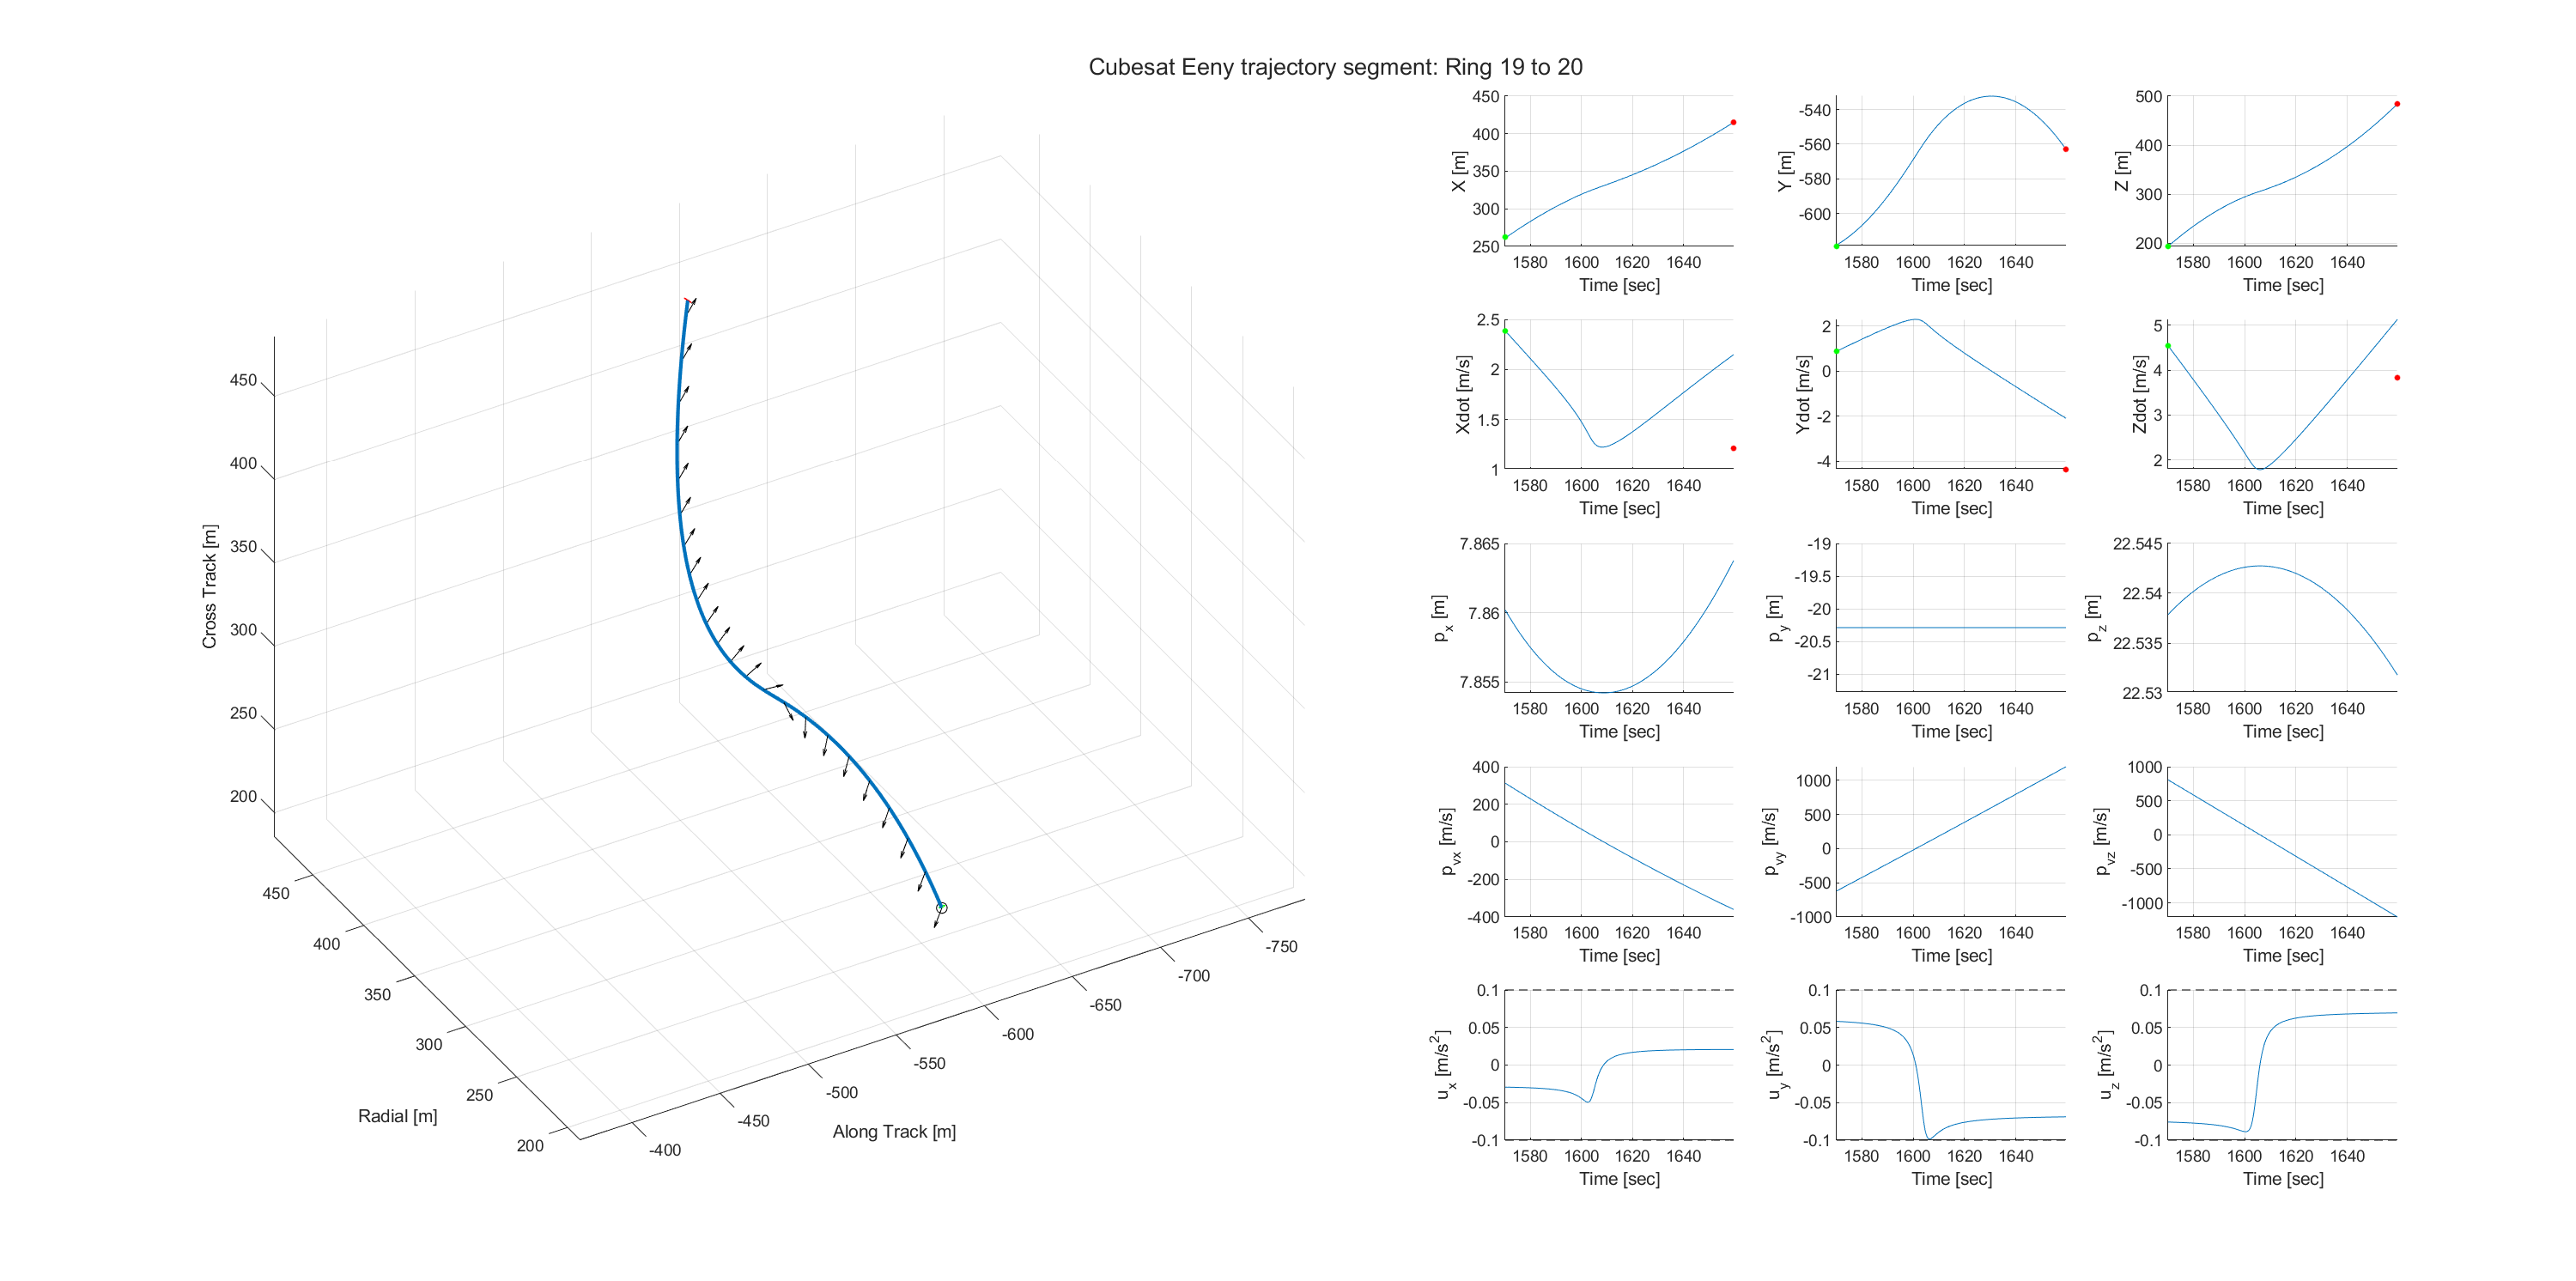 Cubesat Eeny trajectory segment: Ring 19 to 20
450
400
350
300
250
200
Cross Track [m]
450
400
350
300
250
200
Radial [m]
-400
-450
-500
-550
-600
-650
-700
-750
Along Track [m]
450
400
350
300
250
X [m]
1580 1600 1620 1640
Time [sec]
-540
-560
-580
-600
Y [m]
1580 1600 1620 1640
Time [sec]
500
400
300
200
Z [m]
1580 1600 1620 1640
Time [sec]
2.5
2
1.5
1
Xdot [m/s]
1580 1600 1620 1640
Time [sec]
2
0
-2
-4
Ydot [m/s]
1580 1600 1620 1640
Time [sec]
5
4
3
2
Zdot [m/s]
1580 1600 1620 1640
Time [sec]
7.865
7.86
7.855
p_x [m]
1580 1600 1620 1640
Time [sec]
-19
-19.5
-20
-20.5
-21
p_y [m]
1580 1600 1620 1640
Time [sec]
22.545
22.54
22.535
22.53
p_z [m]
1580 1600 1620 1640
Time [sec]
400
200
0
-200
-400
p_vx [m/s]
1580 1600 1620 1640
Time [sec]
1000
500
0
-500
-1000
p_vy [m/s]
1580 1600 1620 1640
Time [sec]
1000
500
0
-500
-1000
p_vz [m/s]
1580 1600 1620 1640
Time [sec]
0.1
0.05
0
-0.05
-0.1
u_x [m/s²]
1580 1600 1620 1640
Time [sec]
0.1
0.05
0
-0.05
-0.1
u_y [m/s²]
1580 1600 1620 1640
Time [sec]
0.1
0.05
0
-0.05
-0.1
u_z [m/s²]
1580 1600 1620 1640
Time [sec]